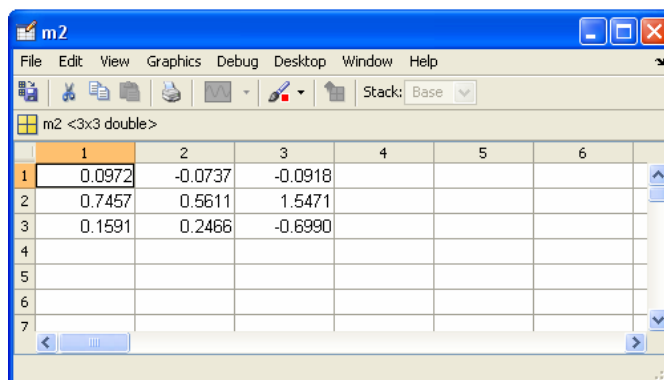 m2
File Edit View Graphics Debug Desktop Window Help
Stack: Base
m2 <3x3 double>
1 2 3 4 5 6
1 0.0972 -0.0737 -0.0918
2 0.7457 0.5611 1.5471
3 0.1591 0.2466 -0.6990
4
5
6
7